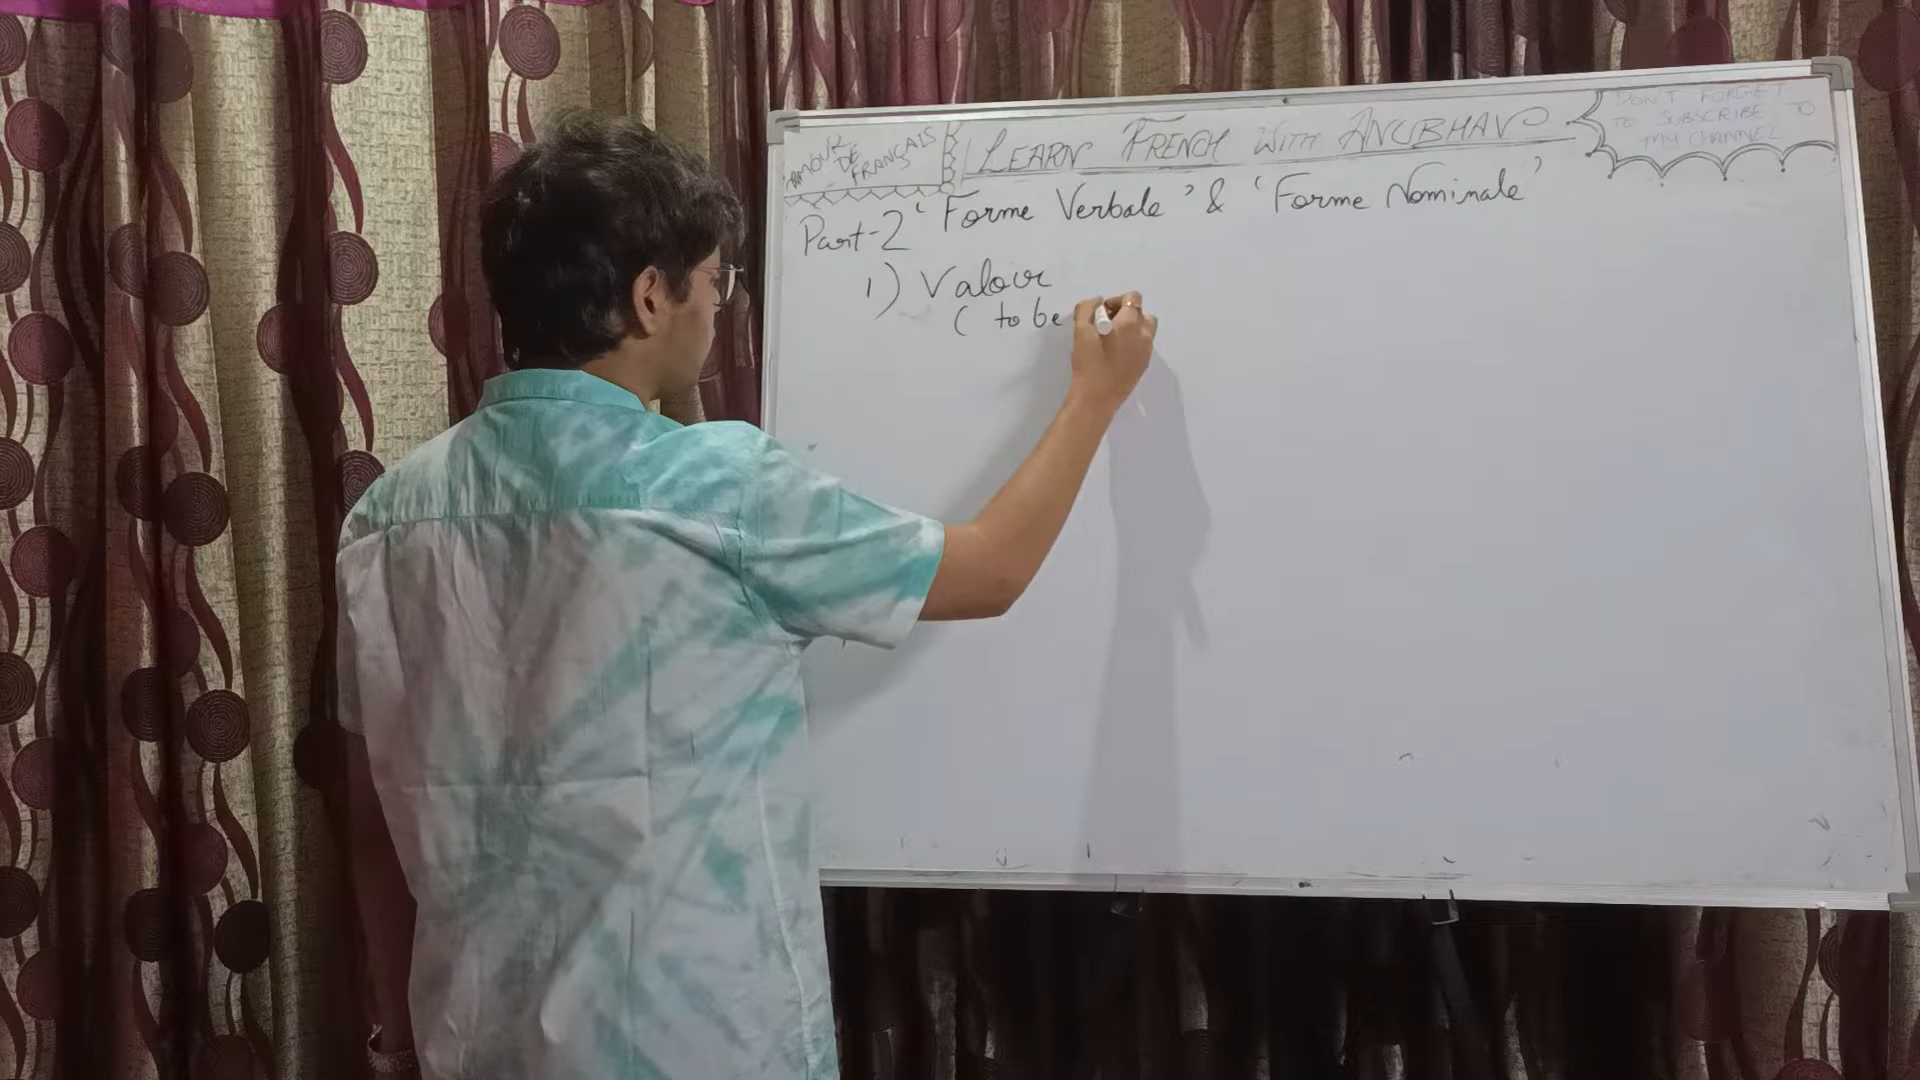 AMOUR
DE
FRANÇAIS
LEARN FRENCH WITH ANUBHAV
DON'T FORGET
TO SUBSCRIBE TO
MY CHANNEL
Part-2 'Forme Verbale' & 'Forme Nominale'
1) Valoir
( to be